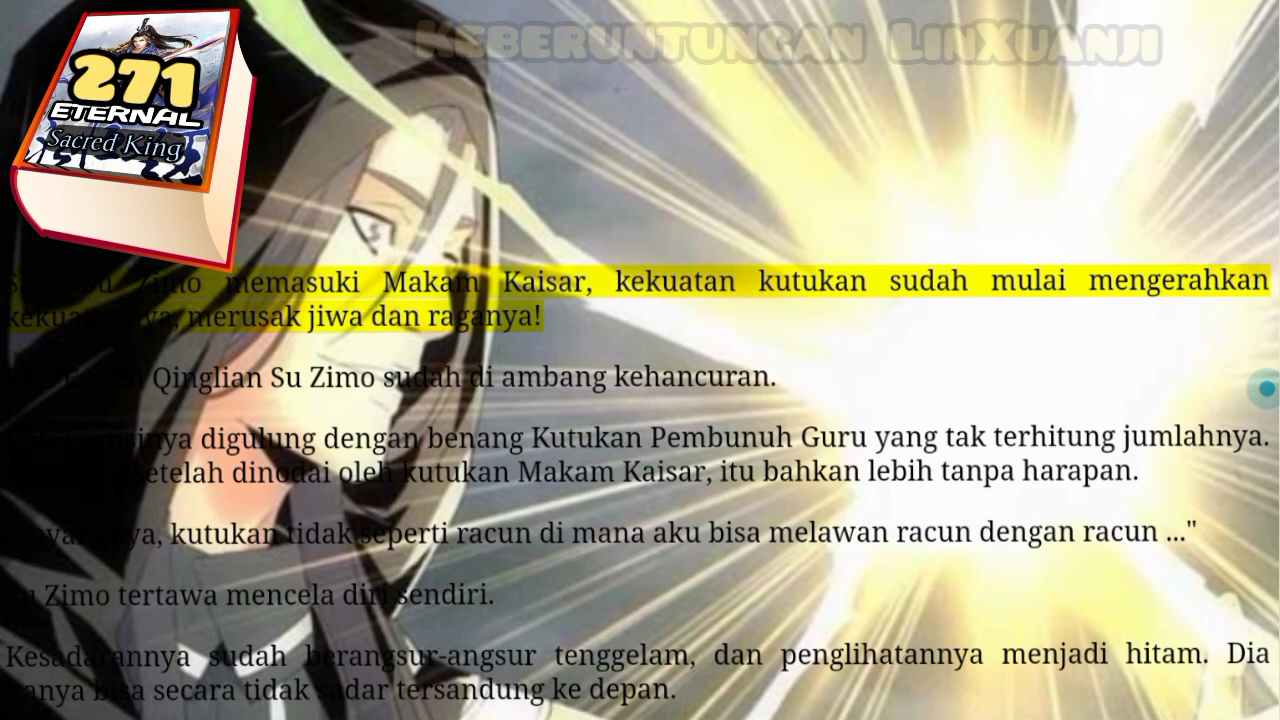 KEBERUNTUNGAN LINXUANJI
271
ETERNAL
Sacred King
Zimo memasuki Makam Kaisar, kekuatan kutukan sudah mulai mengerahkan
kekuatannya, merusak jiwa dan raganya!
Qinglian Su Zimo sudah di ambang kehancuran.
digulung dengan benang Kutukan Pembunuh Guru yang tak terhitung jumlahnya.
setelah dinodai oleh kutukan Makam Kaisar, itu bahkan lebih tanpa harapan.
kutukan tidak seperti racun di mana aku bisa melawan racun dengan racun ..."
Su Zimo tertawa mencela diri sendiri.
Kesadarannya sudah berangsur-angsur tenggelam, dan penglihatannya menjadi hitam. Dia
hanya bisa secara tidak sadar tersandung ke depan.